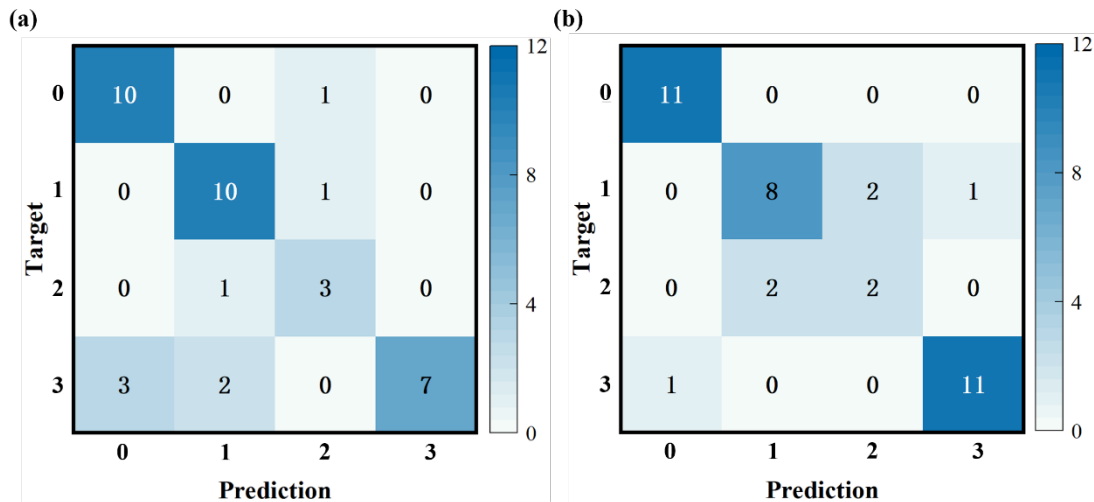 (a)
0 10 0 1 0
1 0 10 1 0
2 0 1 3 0
3 3 2 0 7
0 1 2 3
Prediction
Target
12
8
4
0
(b)
0 11 0 0 0
1 0 8 2 1
2 0 2 2 0
3 1 0 0 11
0 1 2 3
Prediction
Target
12
8
4
0